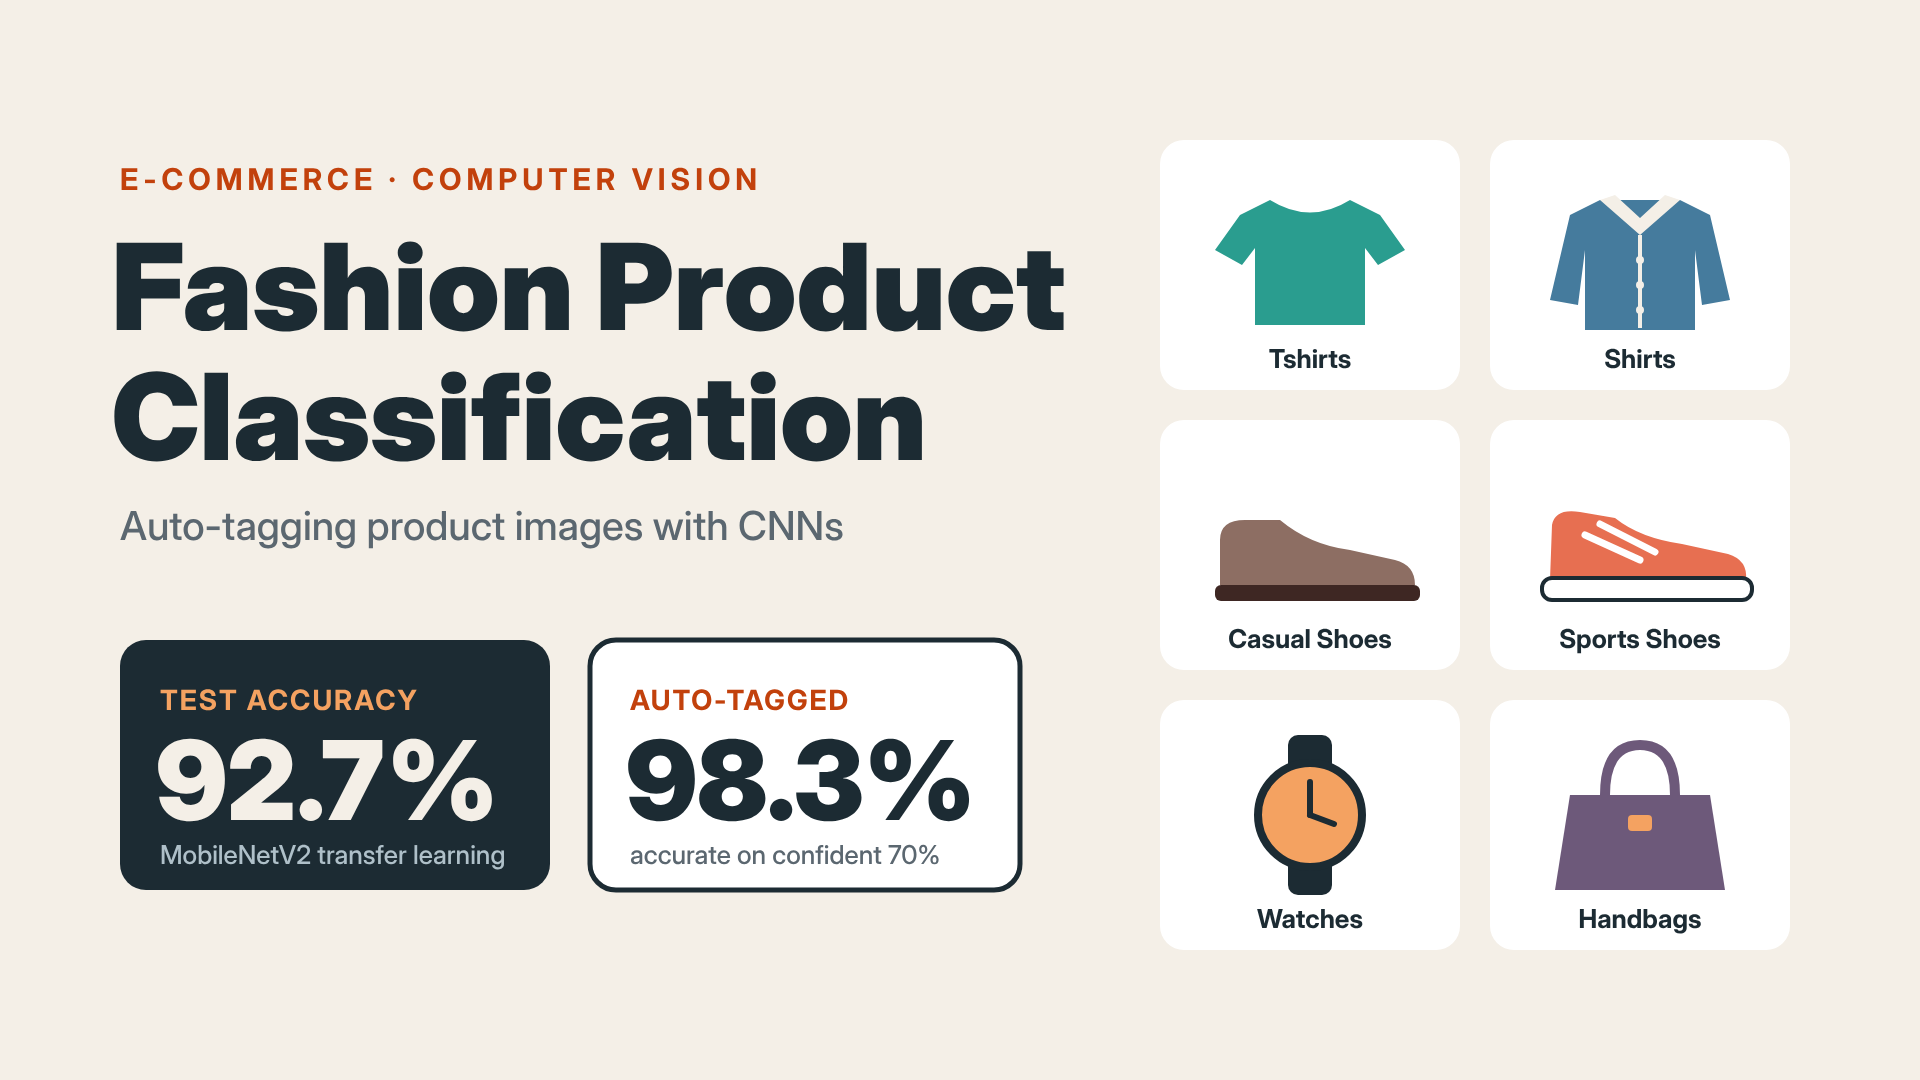 E-COMMERCE · COMPUTER VISION
Fashion Product
Classification
Auto-tagging product images with CNNs
TEST ACCURACY
92.7%
MobileNetV2 transfer learning
AUTO-TAGGED
98.3%
accurate on confident 70%
Tshirts
Shirts
Casual Shoes
Sports Shoes
Watches
Handbags